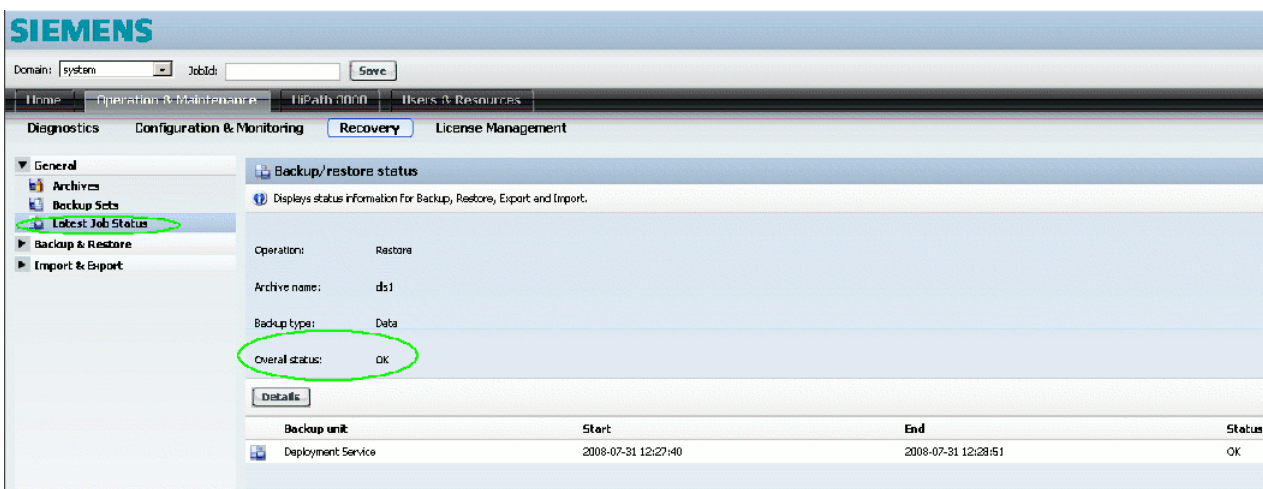 SIEMENS
Domain: system JobId: Save
Home Operation & Maintenance HiPath 8000 Users & Resources
Diagnostics Configuration & Monitoring Recovery License Management
General
Archives
Backup Sets
Latest Job Status
Backup & Restore
Import & Export
Backup/restore status
Displays status information for Backup, Restore, Export and Import.
Operation: Restore
Archive name: ds1
Backup type: Data
Overal status: OK
Details
Backup unit Start End Status
Deployment Service 2008-07-31 12:27:40 2008-07-31 12:28:51 OK